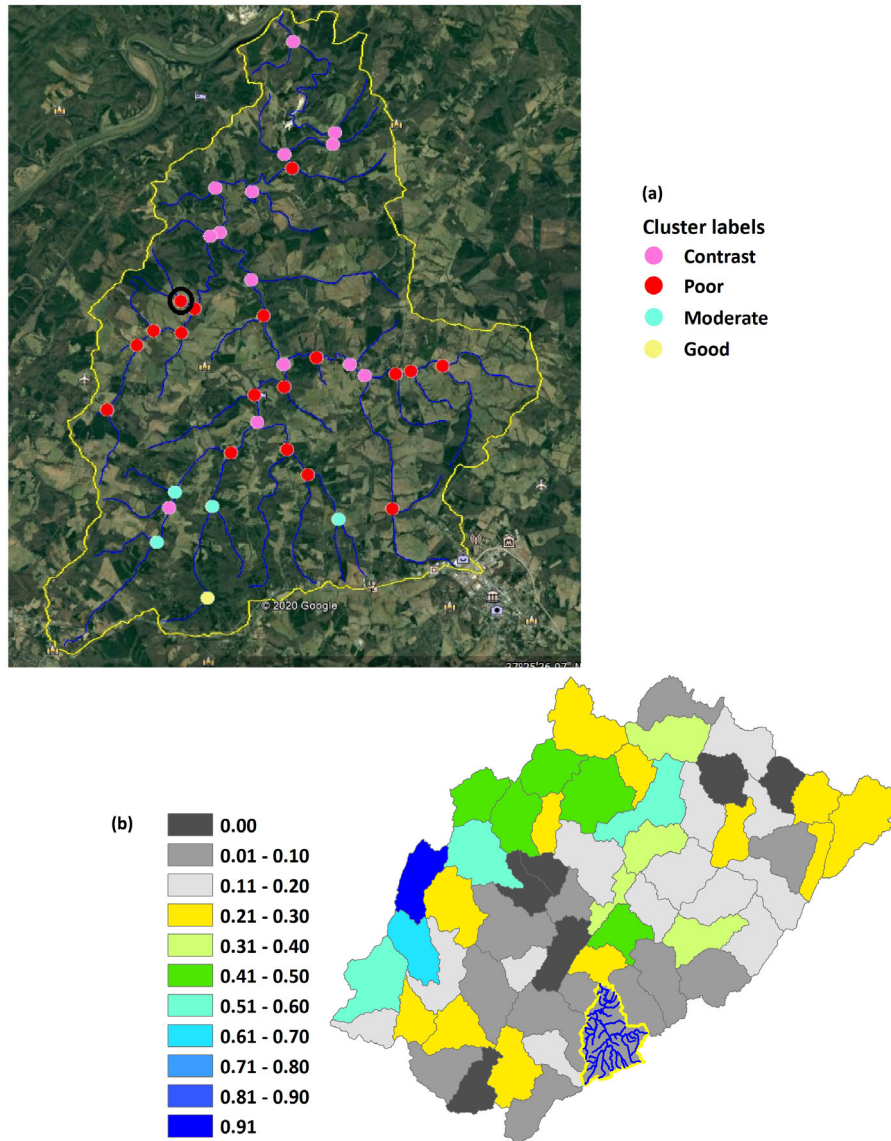 (a)
Cluster labels
Contrast
Poor
Moderate
Good
© 2020 Google
(b)
0.00
0.01 - 0.10
0.11 - 0.20
0.21 - 0.30
0.31 - 0.40
0.41 - 0.50
0.51 - 0.60
0.61 - 0.70
0.71 - 0.80
0.81 - 0.90
0.91